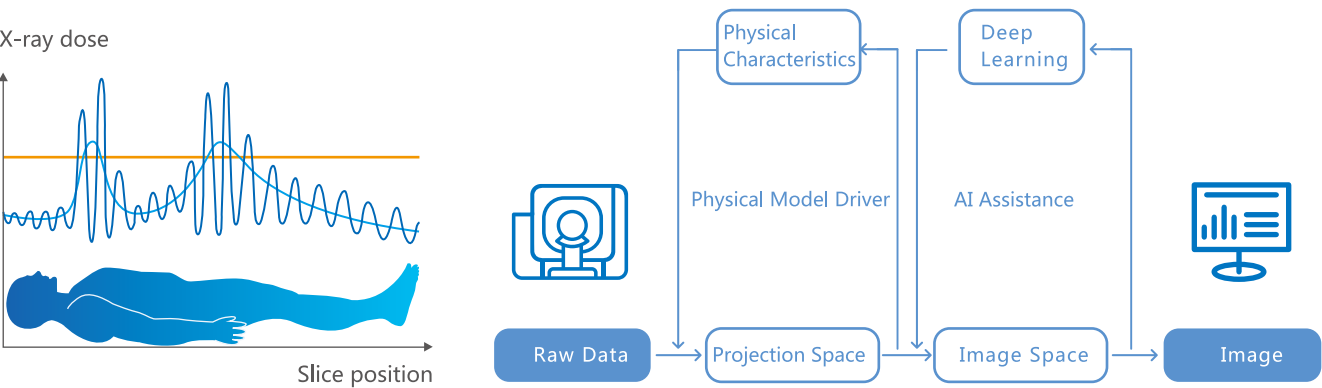 X-ray dose
Slice position
Physical
Characteristics
Deep
Learning
Physical Model Driver
AI Assistance
Raw Data
Projection Space
Image Space
Image